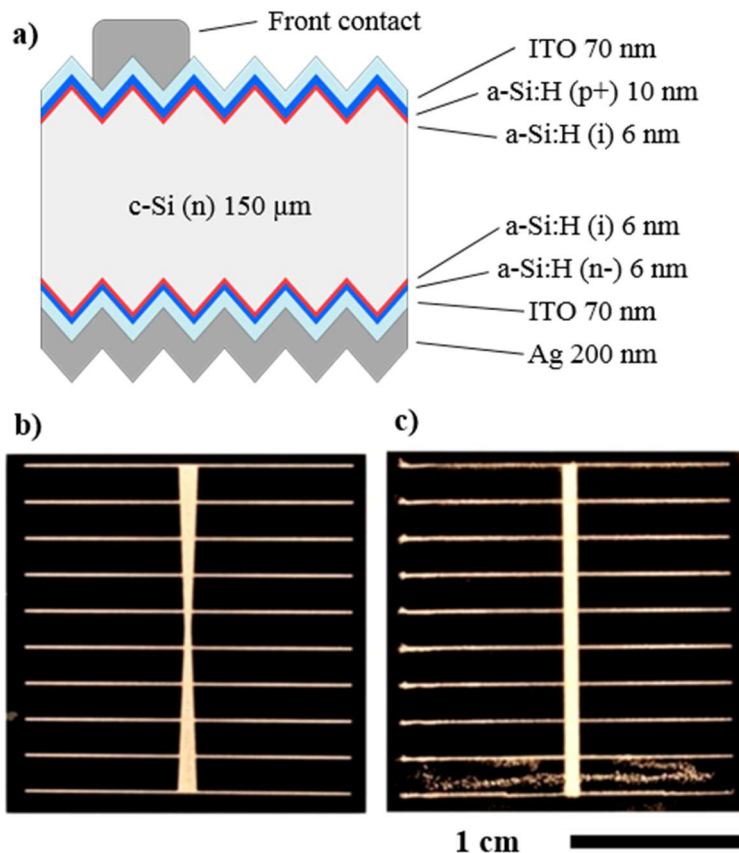 a)
Front contact
ITO 70 nm
a-Si:H (p+) 10 nm
a-Si:H (i) 6 nm
c-Si (n) 150 µm
a-Si:H (i) 6 nm
a-Si:H (n-) 6 nm
ITO 70 nm
Ag 200 nm
b)
c)
1 cm